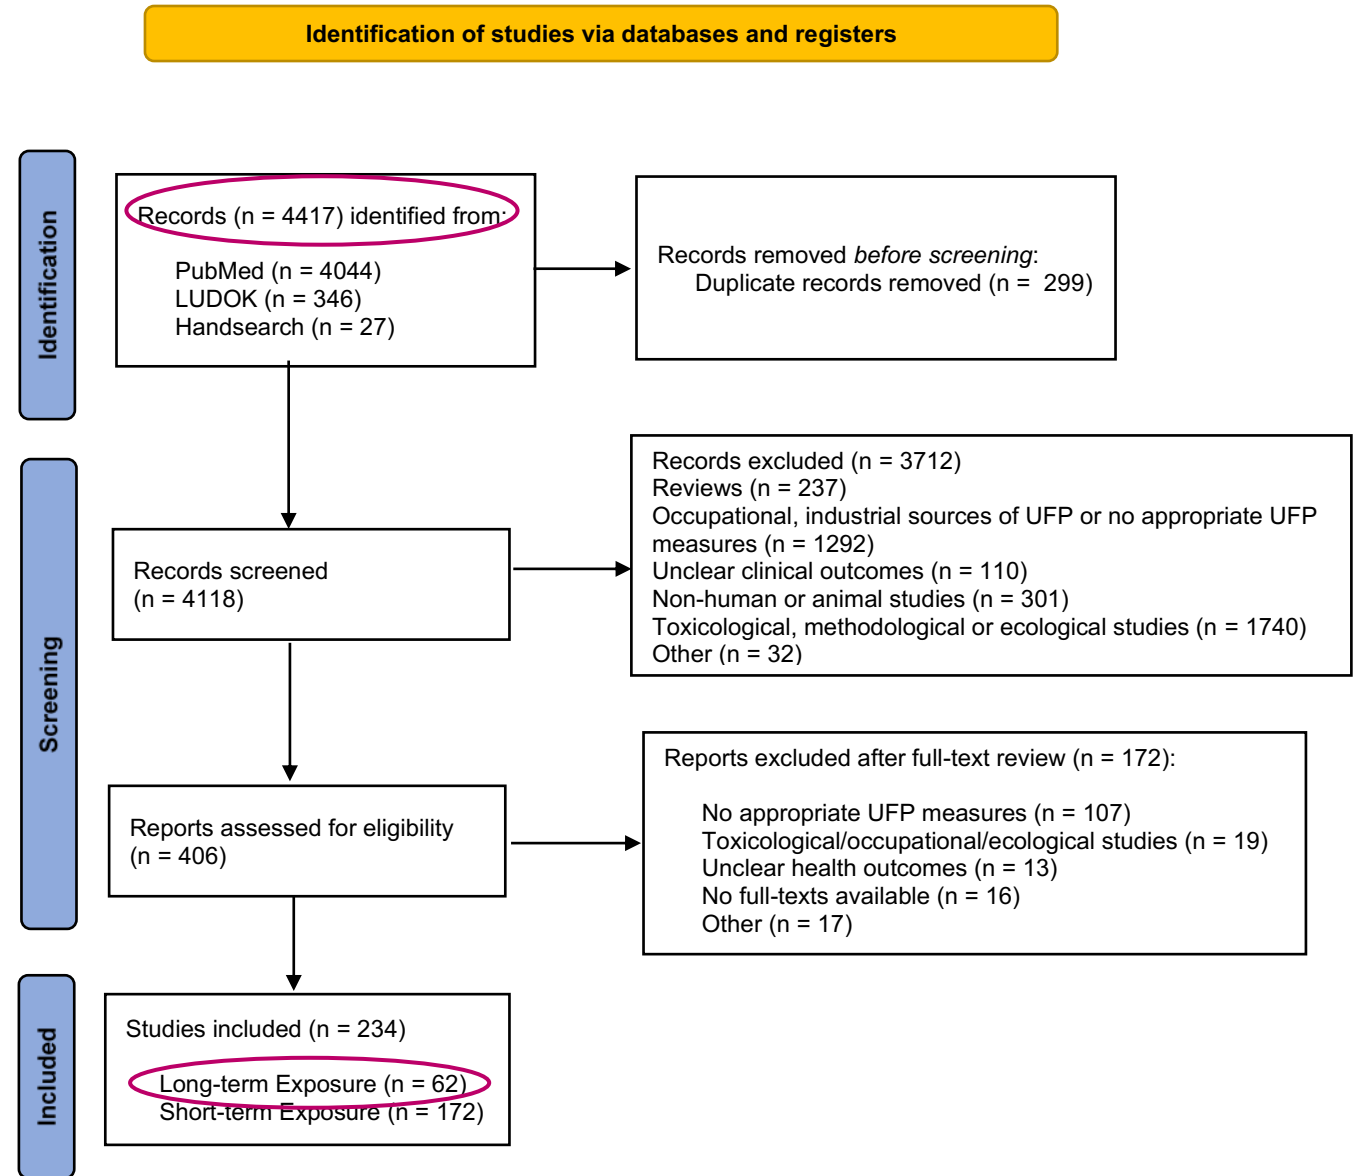 Identification of studies via databases and registers
Identification
Records (n = 4417) identified from:
PubMed (n = 4044)
LUDOK (n = 346)
Handsearch (n = 27)
Records removed before screening:
Duplicate records removed (n =  299)
Screening
Records screened
(n = 4118)
Records excluded (n = 3712)
Reviews (n = 237)
Occupational, industrial sources of UFP or no appropriate UFP
measures (n = 1292)
Unclear clinical outcomes (n = 110)
Non-human or animal studies (n = 301)
Toxicological, methodological or ecological studies (n = 1740)
Other (n = 32)
Reports assessed for eligibility
(n = 406)
Reports excluded after full-text review (n = 172):
No appropriate UFP measures (n = 107)
Toxicological/occupational/ecological studies (n = 19)
Unclear health outcomes (n = 13)
No full-texts available (n = 16)
Other (n = 17)
Included
Studies included (n = 234)
Long-term Exposure (n = 62)
Short-term Exposure (n = 172)